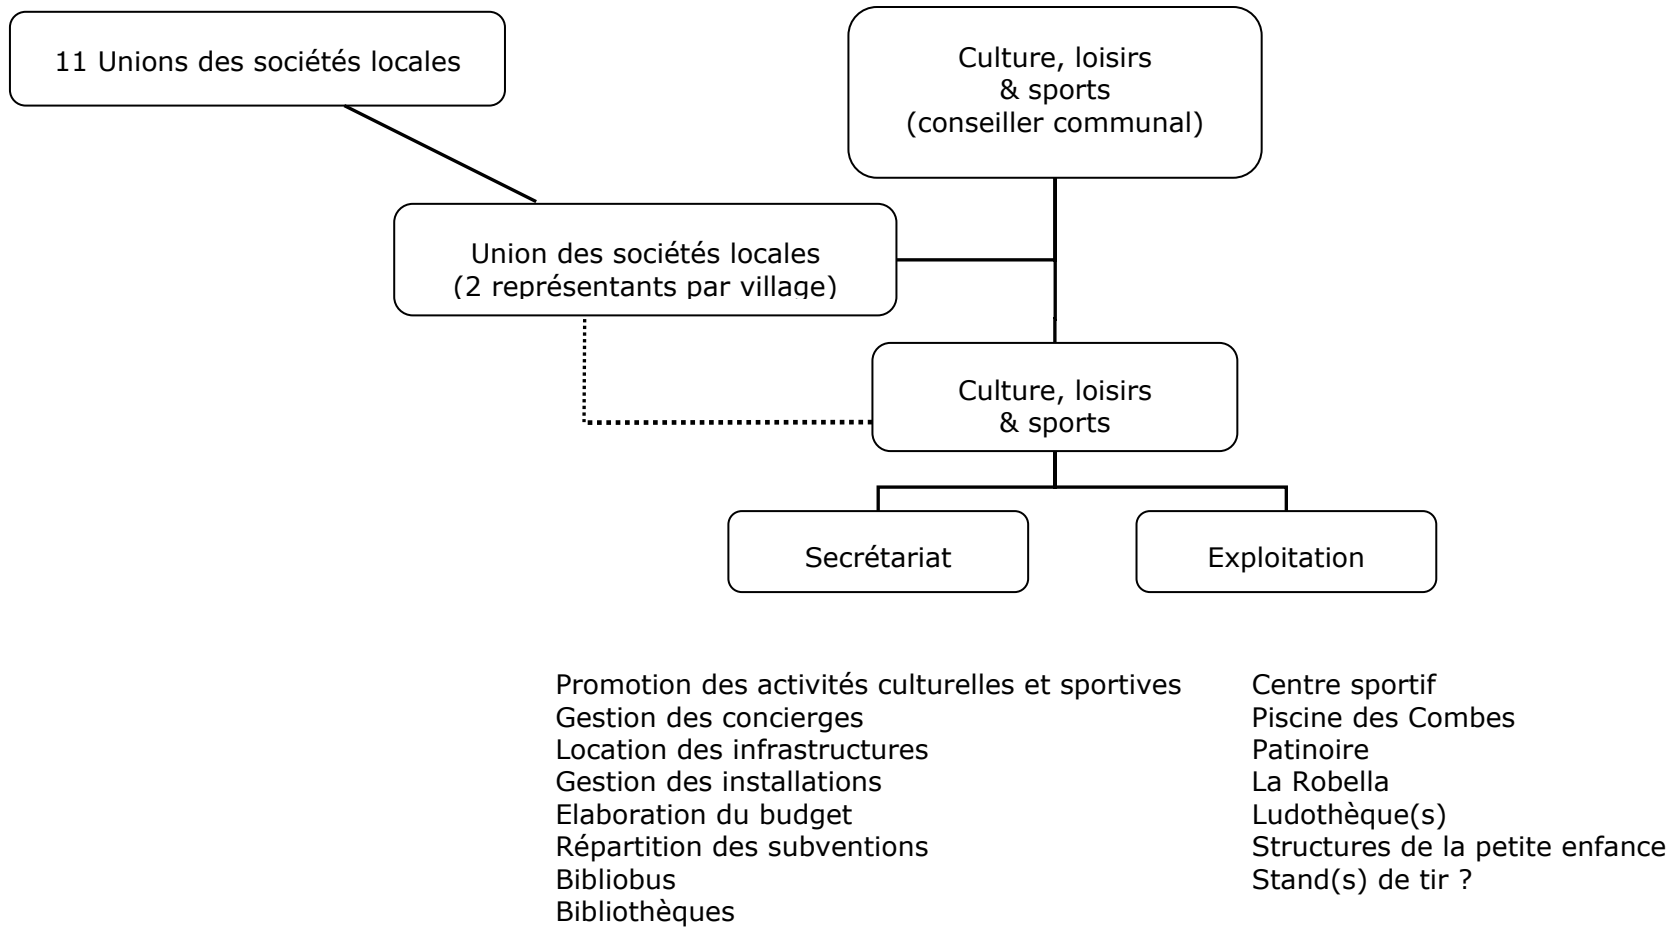 11 Unions des sociétés locales
Culture, loisirs
& sports
(conseiller communal)
Union des sociétés locales
(2 représentants par village)
Culture, loisirs
& sports
Secrétariat
Exploitation
Promotion des activités culturelles et sportives
Gestion des concierges
Location des infrastructures
Gestion des installations
Elaboration du budget
Répartition des subventions
Bibliobus
Bibliothèques
Centre sportif
Piscine des Combes
Patinoire
La Robella
Ludothèque(s)
Structures de la petite enfance
Stand(s) de tir ?